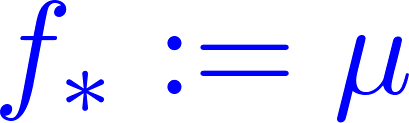 f_* := μ